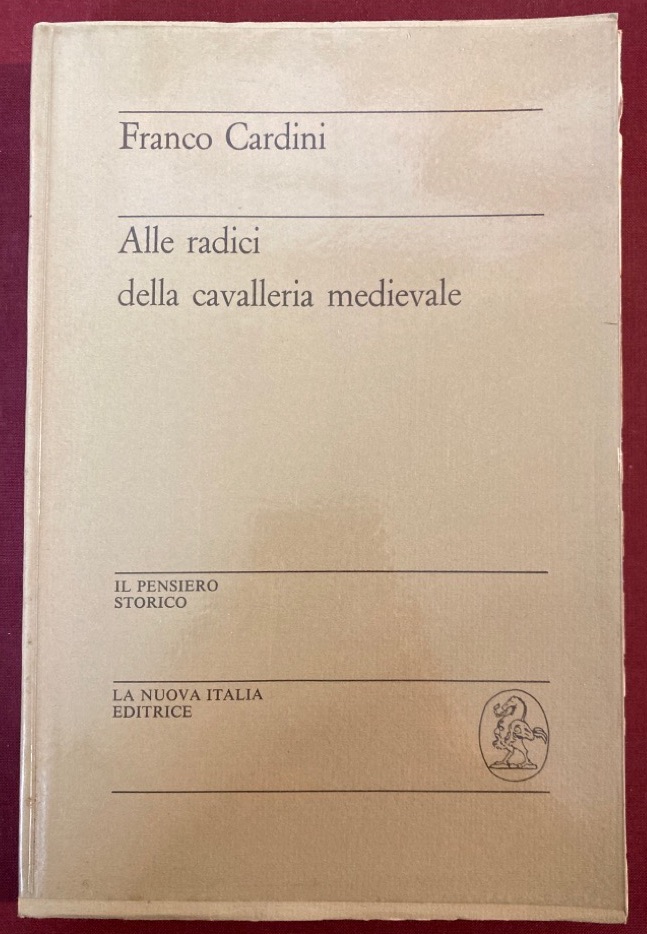 Franco Cardini
Alle radici
della cavalleria medievale
IL PENSIERO
STORICO
LA NUOVA ITALIA
EDITRICE